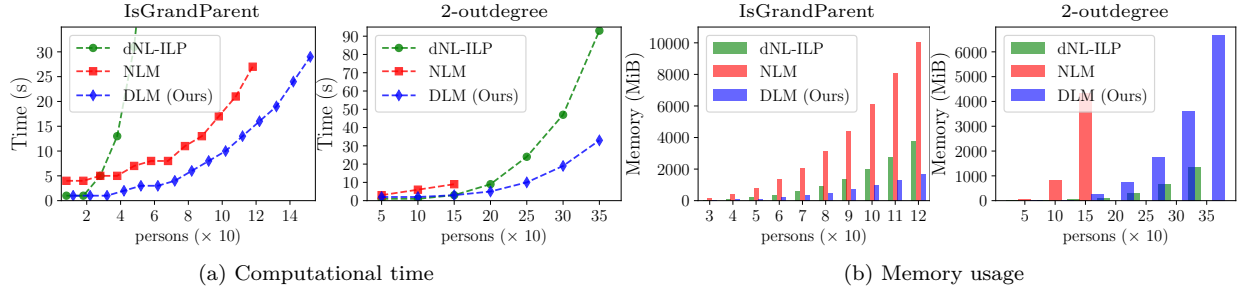 IsGrandParent
Time (s)
30
25
20
15
10
5
0
dNL-ILP
NLM
DLM (Ours)
2 4 6 8 10 12 14
persons (× 10)
2-outdegree
Time (s)
90
80
70
60
50
40
30
20
10
0
dNL-ILP
NLM
DLM (Ours)
5 10 15 20 25 30 35
persons (× 10)
(a) Computational time
IsGrandParent
Memory (MiB)
10000
8000
6000
4000
2000
0
dNL-ILP
NLM
DLM (Ours)
3 4 5 6 7 8 9 10 11 12
persons (× 10)
2-outdegree
Memory (MiB)
6000
5000
4000
3000
2000
1000
0
dNL-ILP
NLM
DLM (Ours)
5 10 15 20 25 30 35
persons (× 10)
(b) Memory usage